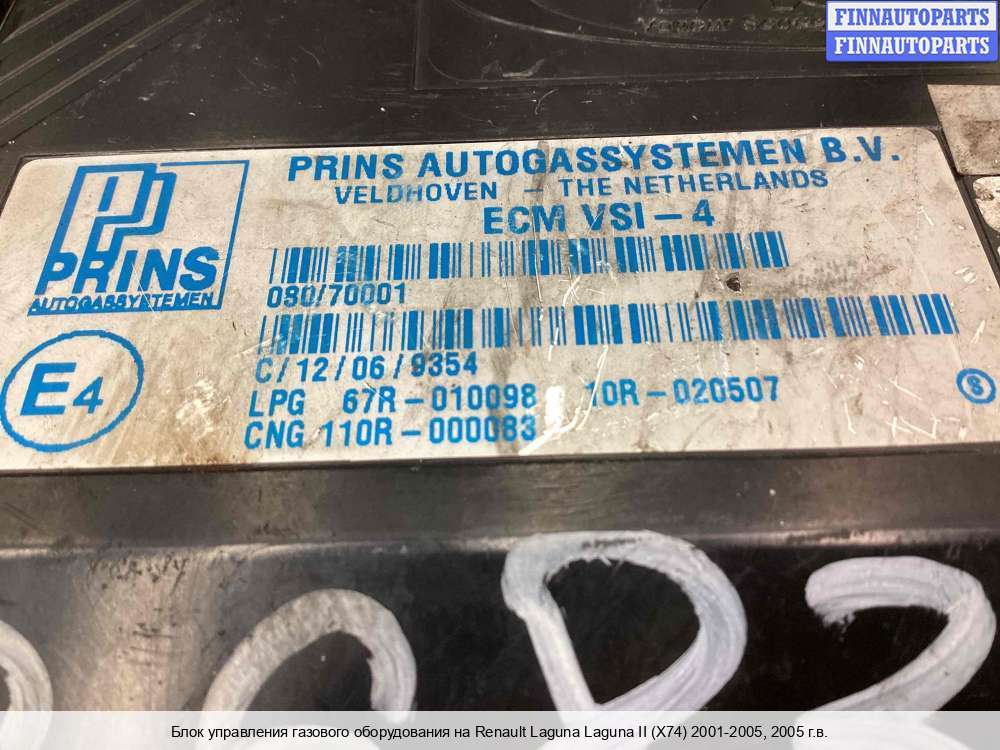 FINNAUTOPARTS
FINNAUTOPARTS
PRINS AUTOGASSYSTEMEN B.V.
VELDHOVEN - THE NETHERLANDS
ECM VSI-4
PRINS
AUTOGASSYSTEMEN
080/70001
C/12/06/9354
LPG 67R-010098 10R-020507
CNG 110R-000083
E4
S
Блок управления газового оборудования на Renault Laguna Laguna II (X74) 2001-2005, 2005 г.в.